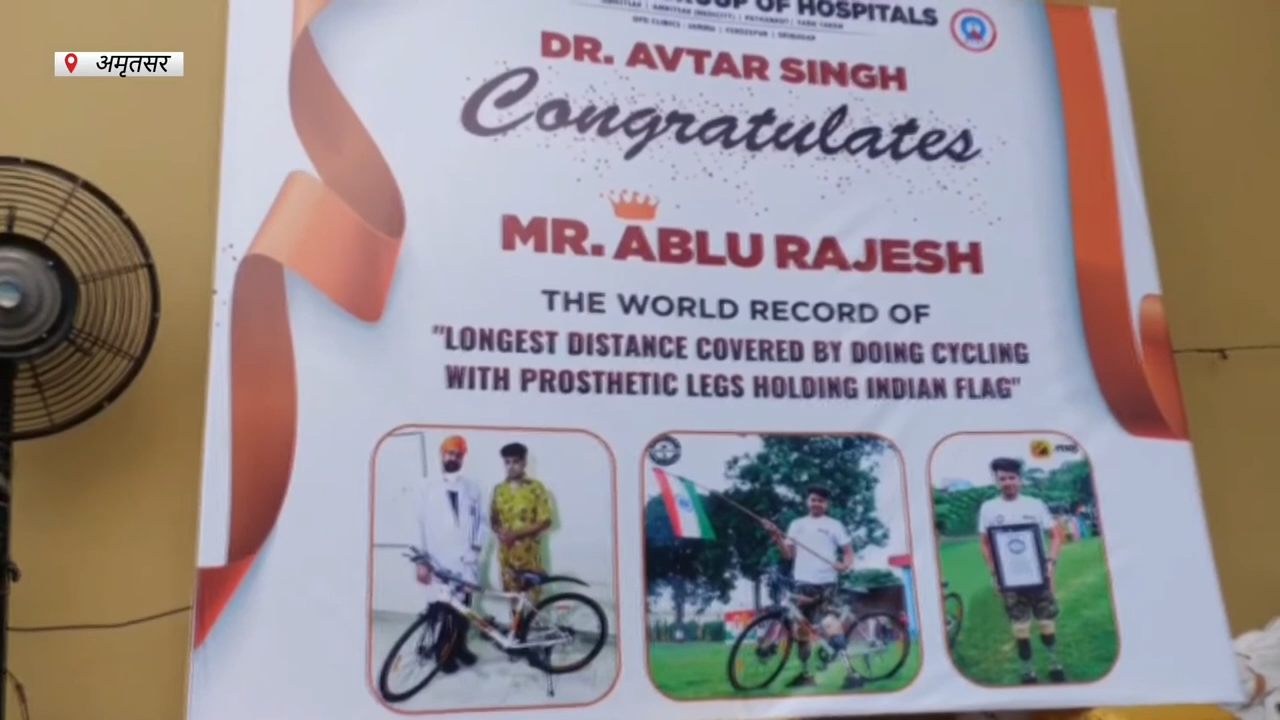 OF HOSPITALS
DR. AVTAR SINGH
Congratulates
MR. ABLU RAJESH
THE WORLD RECORD OF
"LONGEST DISTANCE COVERED BY DOING CYCLING
WITH PROSTHETIC LEGS HOLDING INDIAN FLAG"
अमृतसर